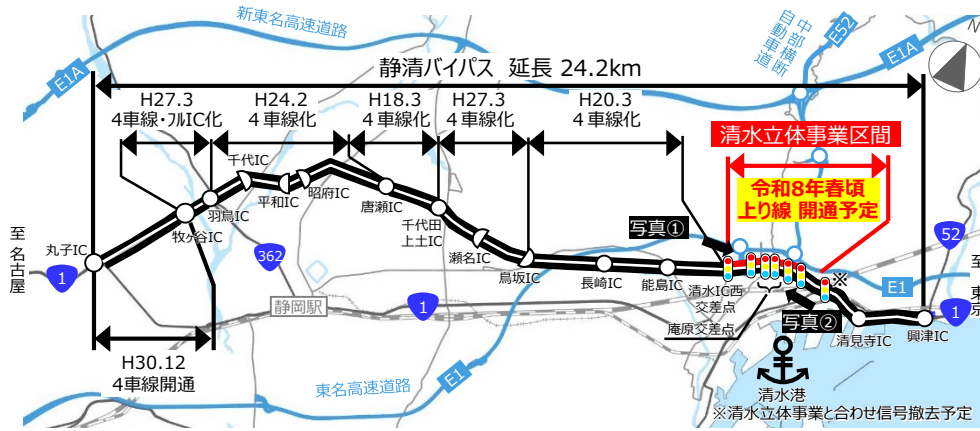 新東名高速道路
E1A
中部横断
自動車道
E52
E1A
N
静清バイパス 延長 24.2km
H27.3
4車線・フルIC化
H24.2
4車線化
H18.3
4車線化
H27.3
4車線化
H20.3
4車線化
清水立体事業区間
令和8年春頃
上り線 開通予定
千代IC
平和IC
昭府IC
羽鳥IC
牧ヶ谷IC
唐瀬IC
千代田
上土IC
瀬名IC
鳥坂IC
長崎IC
能島IC
清水IC西
交差点
庵原交差点
写真①
写真②
※
丸子IC
至 名古屋
1
362
静岡駅
1
52
至 東京
E1
1
清見寺IC
興津IC
H30.12
4車線開通
東名高速道路
E1
清水港
※清水立体事業と合わせ信号撤去予定